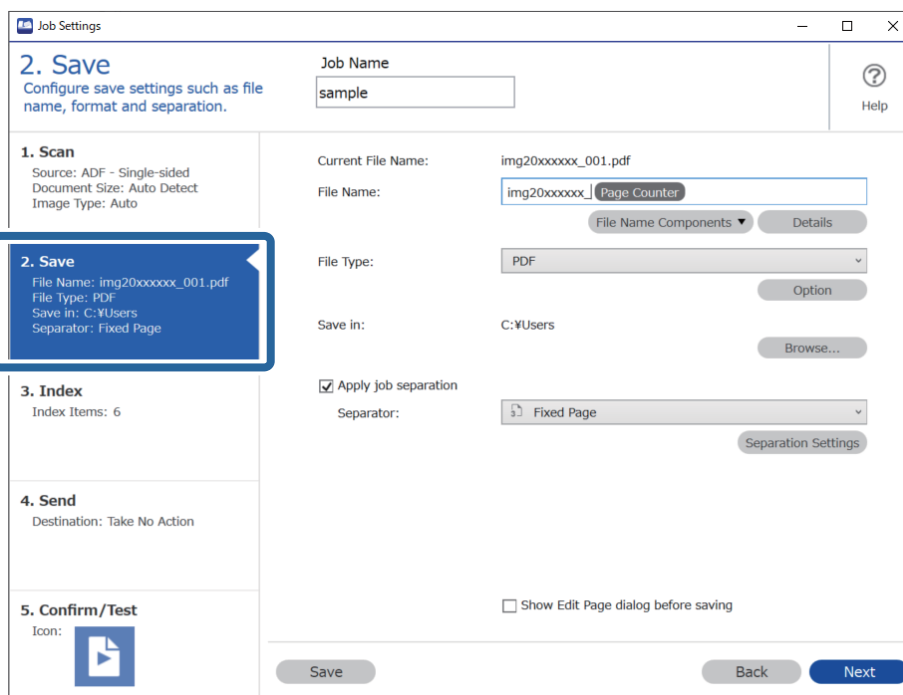 Job Settings
2. Save
Configure save settings such as file
name, format and separation.
Job Name
sample
Help
1. Scan
Source: ADF - Single-sided
Document Size: Auto Detect
Image Type: Auto
2. Save
File Name: img20xxxxxx_001.pdf
File Type: PDF
Save in: C:¥Users
Separator: Fixed Page
3. Index
Index Items: 6
4. Send
Destination: Take No Action
5. Confirm/Test
Icon:
Current File Name: img20xxxxxx_001.pdf
File Name: img20xxxxxx_ Page Counter
File Name Components Details
File Type: PDF
Option
Save in: C:¥Users
Browse...
Apply job separation
Separator: Fixed Page
Separation Settings
Show Edit Page dialog before saving
Save Back Next